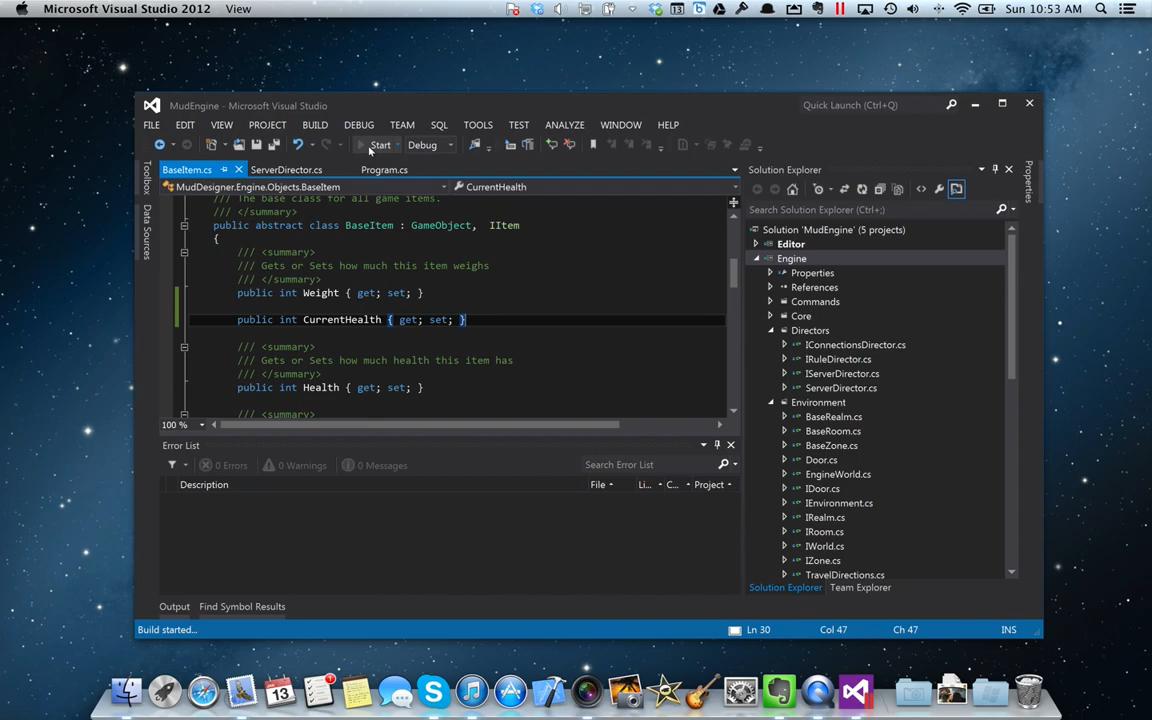 Microsoft Visual Studio 2012 View
13
Sun 10:53 AM
MudEngine - Microsoft Visual Studio
Quick Launch (Ctrl+Q)
FILE EDIT VIEW PROJECT BUILD DEBUG TEAM SQL TOOLS TEST ANALYZE WINDOW HELP
Start Debug
BaseItem.cs ServerDirector.cs Program.cs
MudDesigner.Engine.Objects.BaseItem CurrentHealth
Toolbox
Data Sources
/// The base class for all game items.
/// </summary>
public abstract class BaseItem : GameObject, IItem
{
/// <summary>
/// Gets or Sets how much this item weighs
/// </summary>
public int Weight { get; set; }
public int CurrentHealth { get; set; }
/// <summary>
/// Gets or Sets how much health this item has
/// </summary>
public int Health { get; set; }
/// <summary>
100 %
Error List
0 Errors 0 Warnings 0 Messages
Search Error List
Description File Li... C... Project
Output Find Symbol Results
Solution Explorer
Search Solution Explorer (Ctrl+;)
Solution 'MudEngine' (5 projects)
Editor
Engine
Properties
References
Commands
Core
Directors
IConnectionsDirector.cs
IRuleDirector.cs
IServerDirector.cs
ServerDirector.cs
Environment
BaseRealm.cs
BaseRoom.cs
BaseZone.cs
Door.cs
EngineWorld.cs
IDoor.cs
IEnvironment.cs
IRealm.cs
IRoom.cs
IWorld.cs
IZone.cs
TravelDirections.cs
Solution Explorer Team Explorer
Properties
Build started... Ln 30 Col 47 Ch 47 INS
13
1